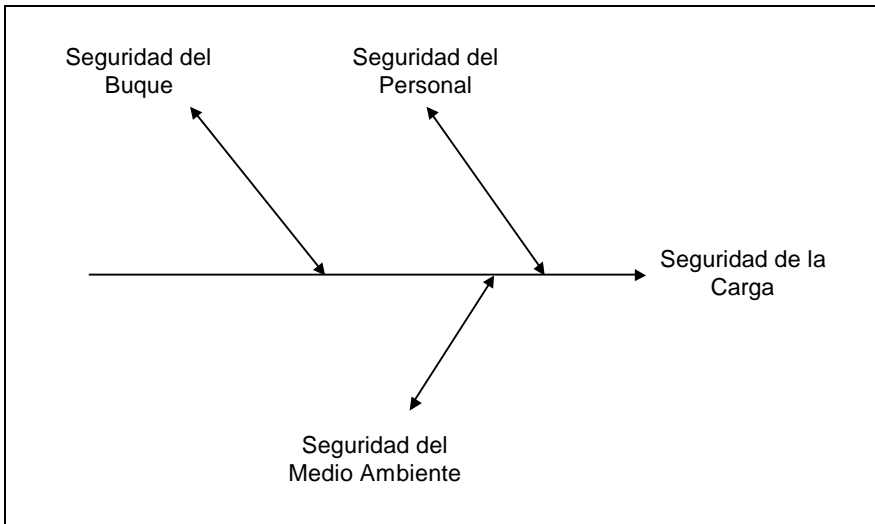 Seguridad del
Buque
Seguridad del
Personal
Seguridad de la
Carga
Seguridad del
Medio Ambiente